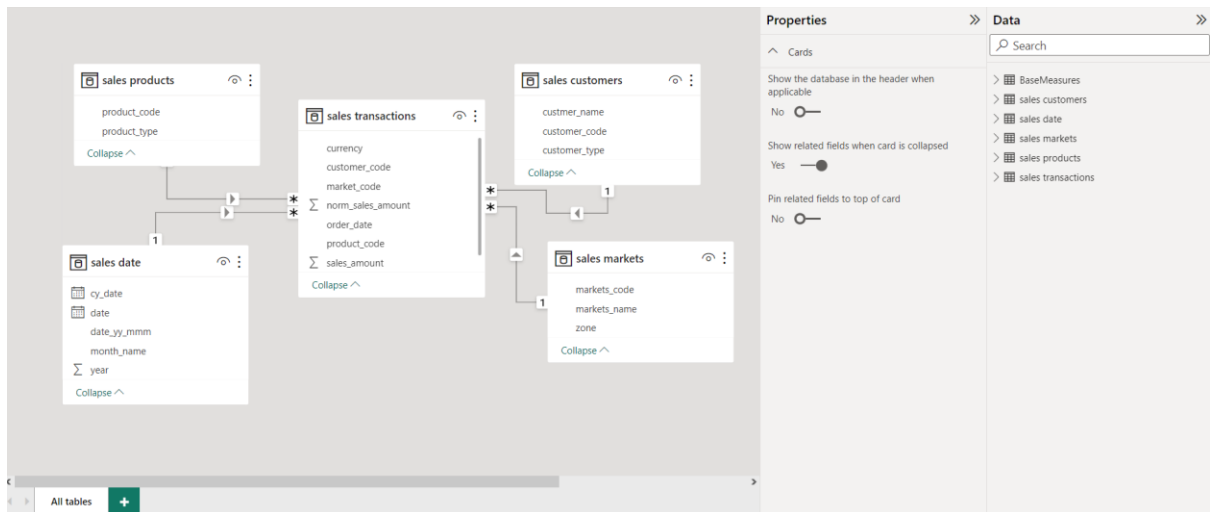 sales products
product_code
product_type
Collapse
sales transactions
currency
customer_code
market_code
norm_sales_amount
order_date
product_code
sales_amount
Collapse
sales customers
custmer_name
customer_code
customer_type
Collapse
*
*
*
*
1
1
1
sales date
cy_date
date
date_yy_mmm
month_name
year
Collapse
sales markets
markets_code
markets_name
zone
Collapse
All tables
+
Properties
Cards
Show the database in the header when
applicable
No
Show related fields when card is collapsed
Yes
Pin related fields to top of card
No
Data
Search
BaseMeasures
sales customers
sales date
sales markets
sales products
sales transactions